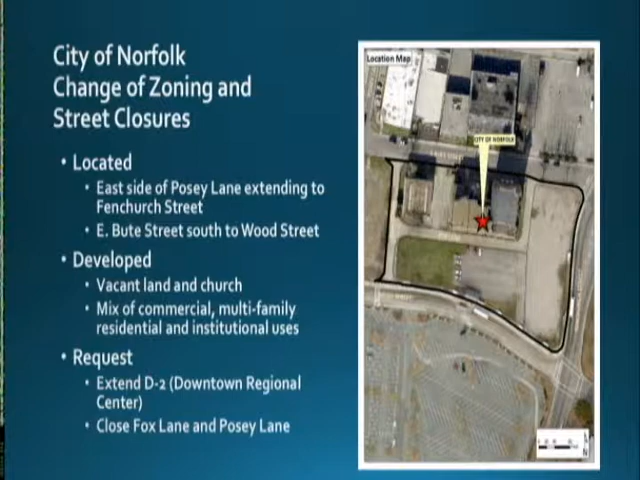 City of Norfolk
Change of Zoning and
Street Closures
• Located
• East side of Posey Lane extending to
Fenchurch Street
• E. Bute Street south to Wood Street
• Developed
• Vacant land and church
• Mix of commercial, multi-family
residential and institutional uses
• Request
• Extend D-2 (Downtown Regional
Center)
• Close Fox Lane and Posey Lane
Location Map
CITY OF NORFOLK